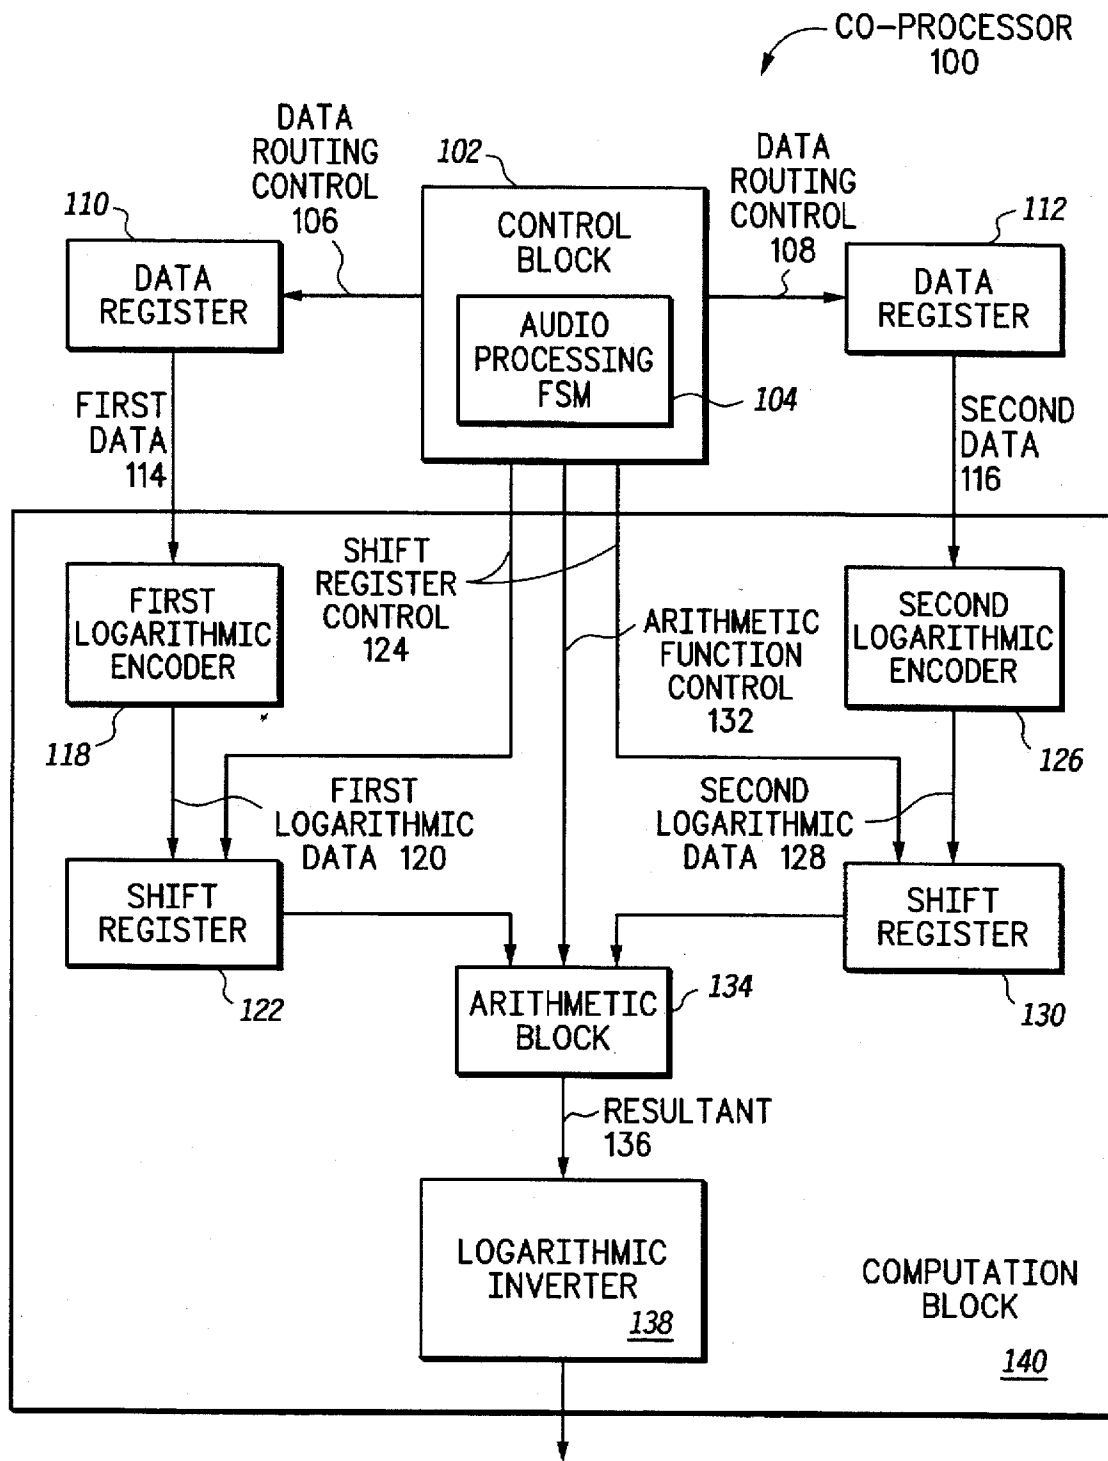 CO-PROCESSOR
100
DATA
ROUTING
CONTROL
106
102
DATA
ROUTING
CONTROL
108
110
DATA
REGISTER
CONTROL
BLOCK
AUDIO
PROCESSING
FSM
104
112
DATA
REGISTER
FIRST
DATA
114
SECOND
DATA
116
SHIFT
REGISTER
CONTROL
124
FIRST
LOGARITHMIC
ENCODER
118
ARITHMETIC
FUNCTION
CONTROL
132
SECOND
LOGARITHMIC
ENCODER
126
FIRST
LOGARITHMIC
DATA 120
SECOND
LOGARITHMIC
DATA 128
SHIFT
REGISTER
122
SHIFT
REGISTER
130
ARITHMETIC
BLOCK
134
RESULTANT
136
LOGARITHMIC
INVERTER
138
COMPUTATION
BLOCK
140